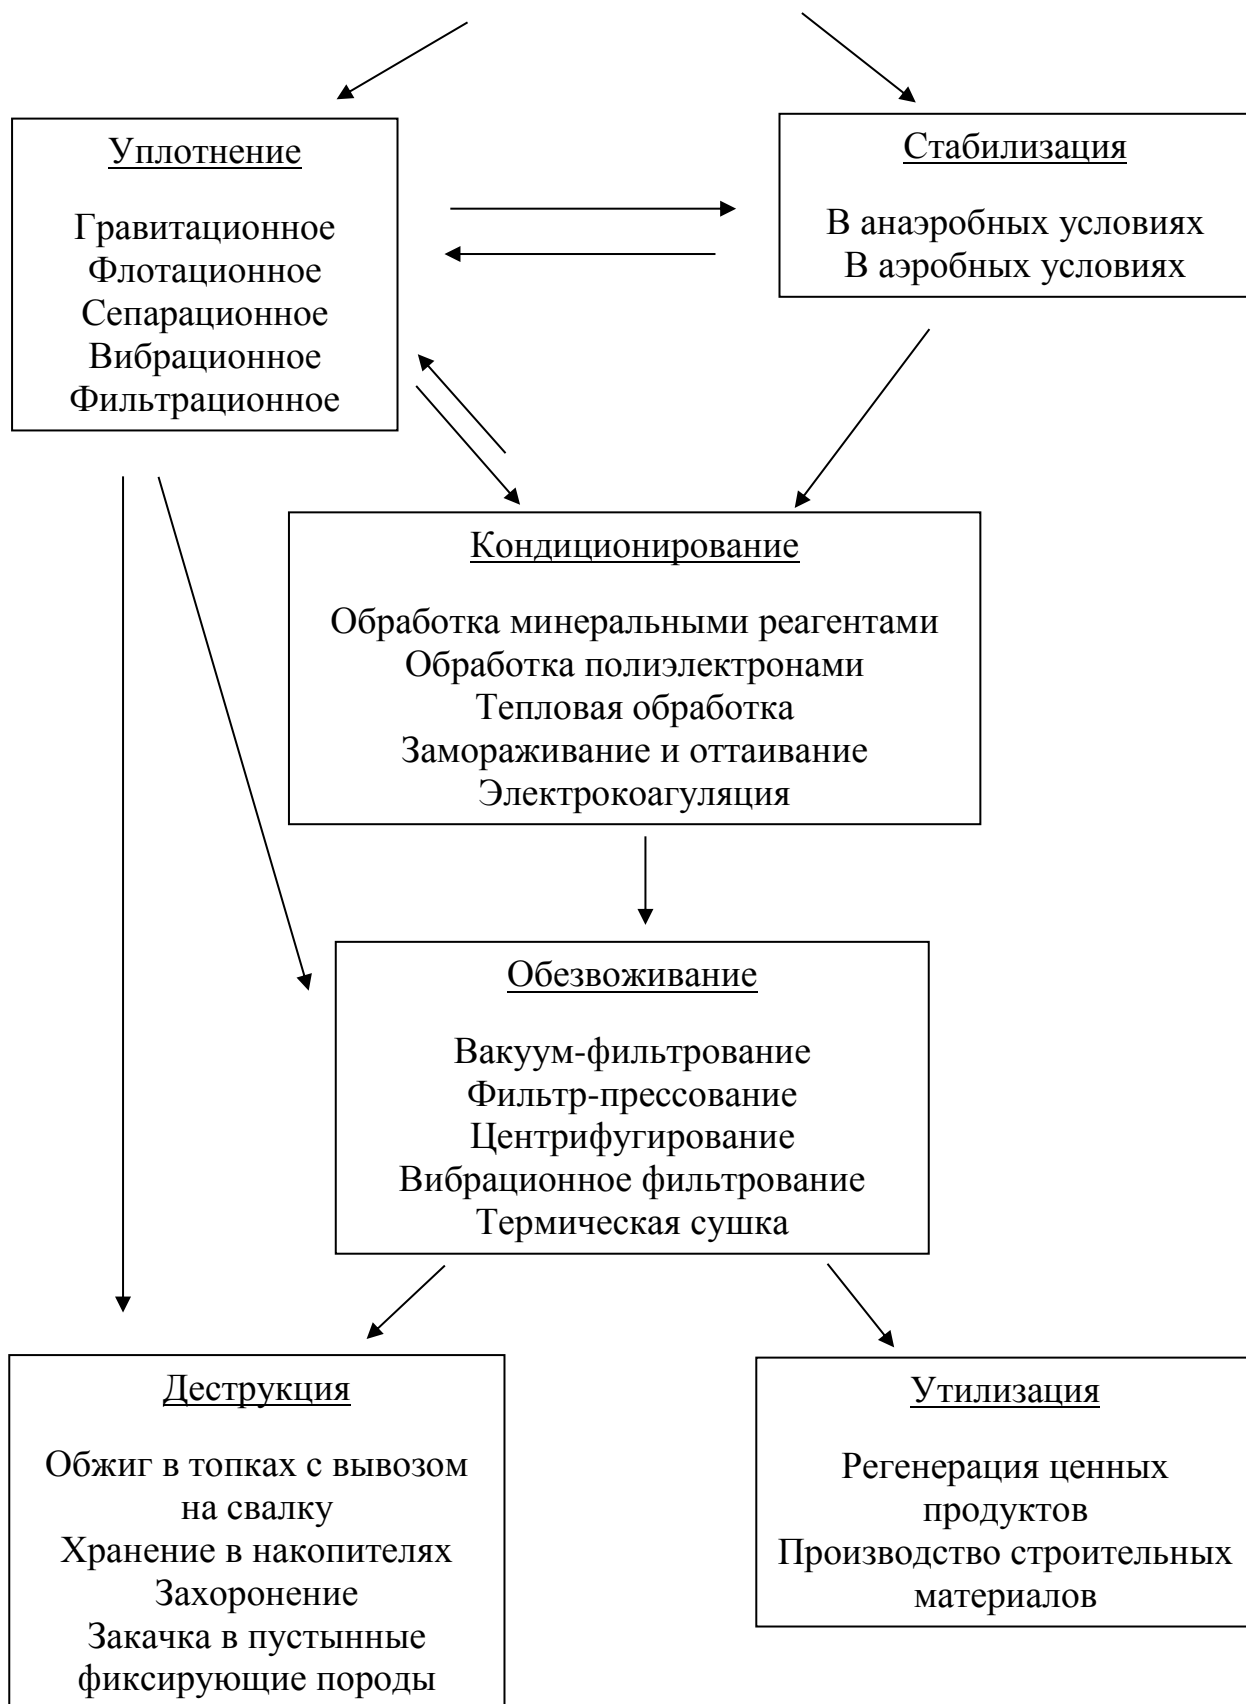 Уплотнение
Гравитационное
Флотационное
Сепарационное
Вибрационное
Фильтрационное
Стабилизация
В анаэробных условиях
В аэробных условиях
Кондиционирование
Обработка минеральными реагентами
Обработка полиэлектронами
Тепловая обработка
Замораживание и оттаивание
Электрокоагуляция
Обезвоживание
Вакуум-фильтрование
Фильтр-прессование
Центрифугирование
Вибрационное фильтрование
Термическая сушка
Деструкция
Обжиг в топках с вывозом
на свалку
Хранение в накопителях
Захоронение
Закачка в пустынные
фиксирующие породы
Утилизация
Регенерация ценных
продуктов
Производство строительных
материалов